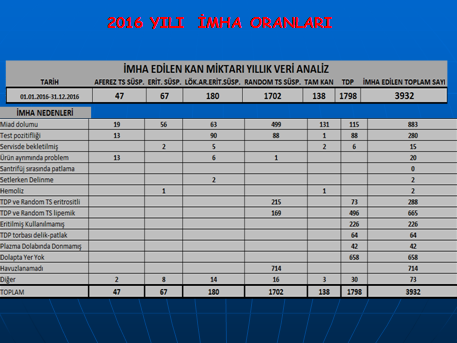 2016 YILI İMHA ORANLARI
İMHA EDİLEN KAN MİKTARI YILLIK VERİ ANALİZ
TARİH AFEREZ TS SÜSP. ERİT. SÜSP. LÖK.AR.ERİT.SÜSP. RANDOM TS SÜSP. TAM KAN TDP İMHA EDİLEN TOPLAM SAYI
01.01.2016-31.12.2016 47 67 180 1702 138 1798 3932
İMHA NEDENLERİ
Miad dolumu 19 56 63 499 131 115 883
Test pozitifliği 13 90 88 1 88 280
Serviste bekletilmiş 2 5 2 6 15
Ürün ayrımında problem 13 6 1 20
Santrifüj sırasında patlama 0
Setlerken Delinme 2 2
Hemoliz 1 1 2
TDP ve Random TS eritrositli 215 73 288
TDP ve Random TS lipemik 169 496 665
Eritilmiş Kullanılmamış 226 226
TDP torbası delik-patlak 64 64
Plazma Dolabında Donmamış 42 42
Dolapta Yer Yok 658 658
Havuzlanamadı 714 714
Diğer 2 8 14 16 3 30 73
TOPLAM 47 67 180 1702 138 1798 3932